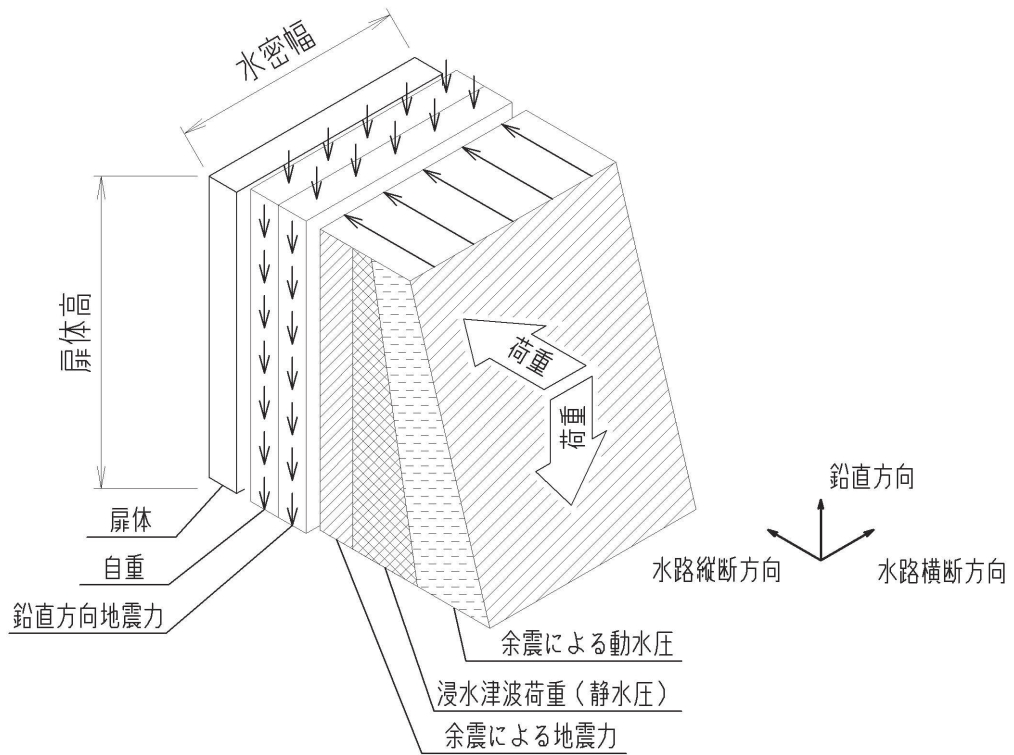 水密幅
扉体高
荷重
荷重
扉体
自重
鉛直方向地震力
余震による動水圧
浸水津波荷重(静水圧)
余震による地震力
鉛直方向
水路縦断方向
水路横断方向